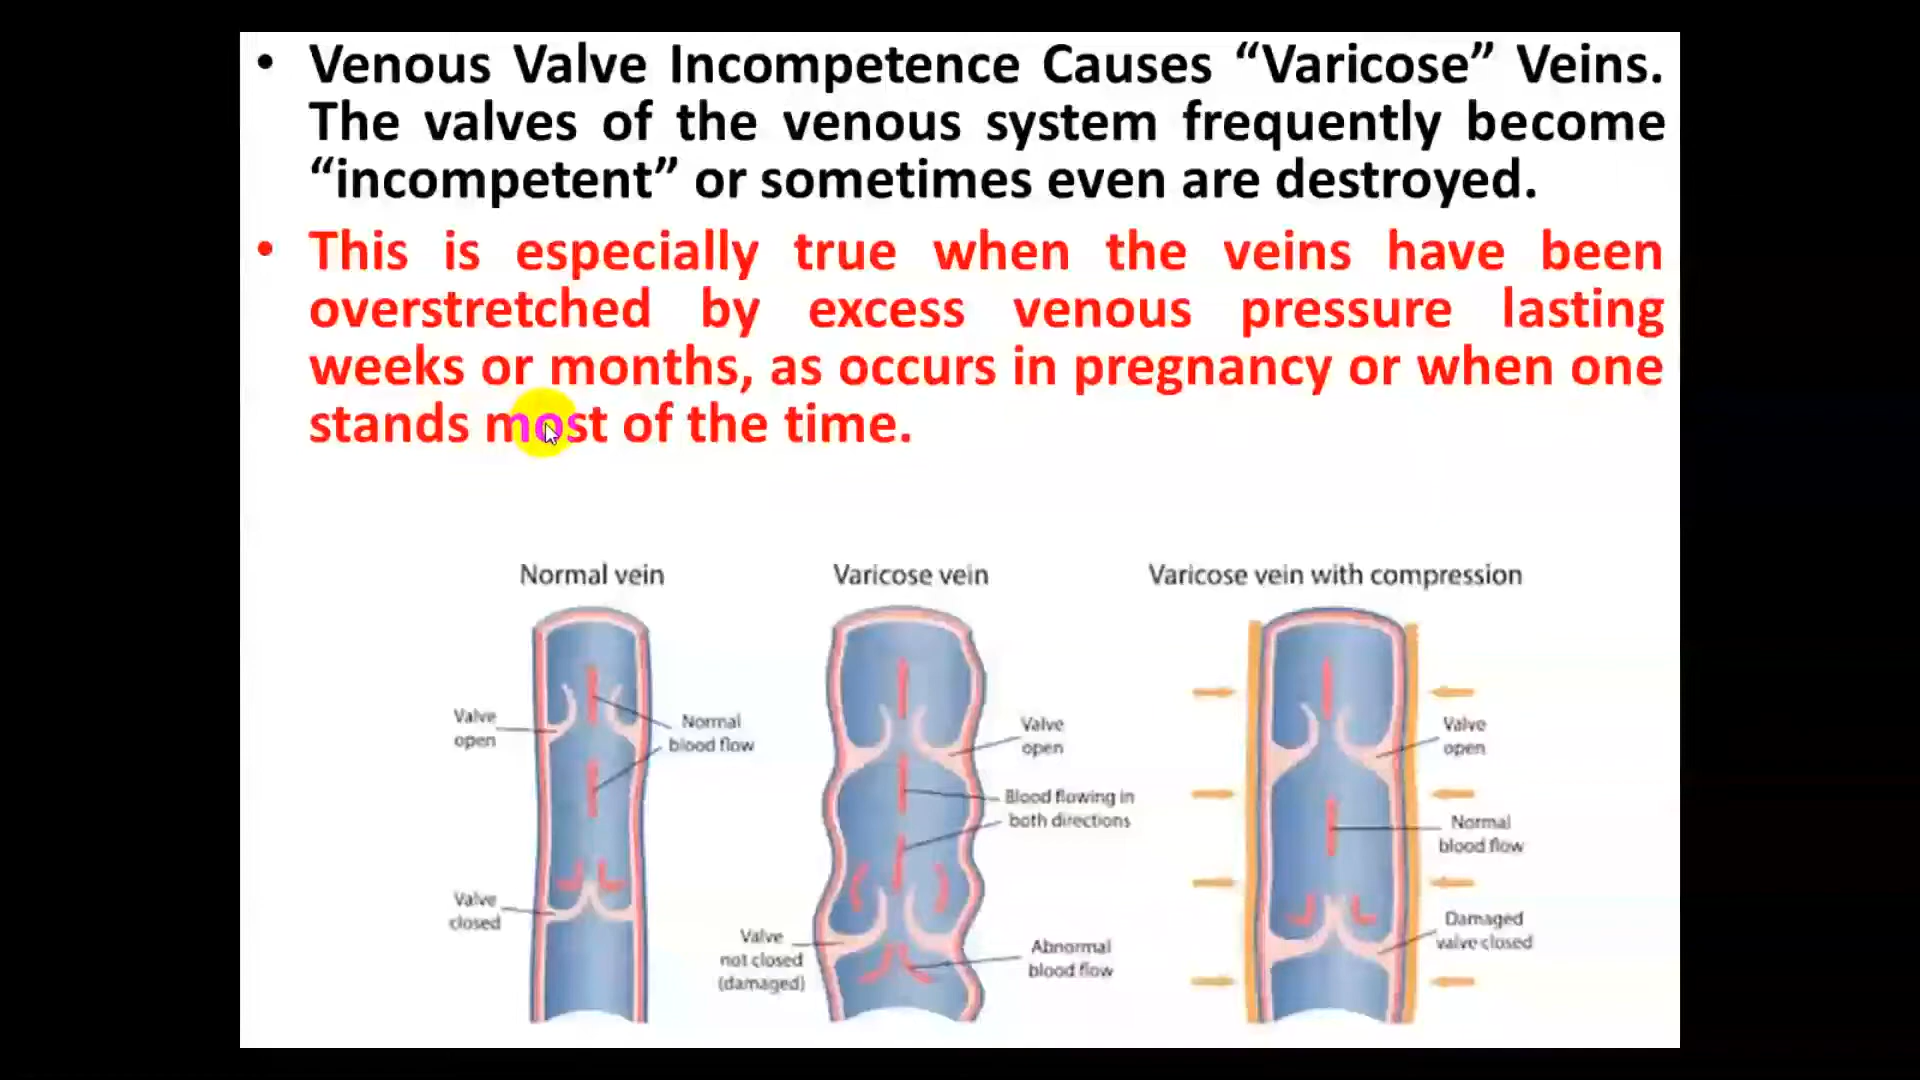 • Venous Valve Incompetence Causes “Varicose” Veins.
The valves of the venous system frequently become
“incompetent” or sometimes even are destroyed.
• This is especially true when the veins have been
overstretched by excess venous pressure lasting
weeks or months, as occurs in pregnancy or when one
stands most of the time.
Normal vein
Varicose vein
Varicose vein with compression
Valve
open
Normal
blood flow
Valve
closed
Valve
open
Blood flowing in
both directions
Valve
not closed
(damaged)
Abnormal
blood flow
Valve
open
Normal
blood flow
Damaged
valve closed